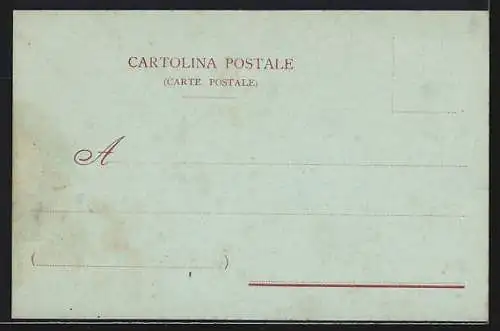 CARTOLINA POSTALE
(CARTE POSTALE)
A
( )